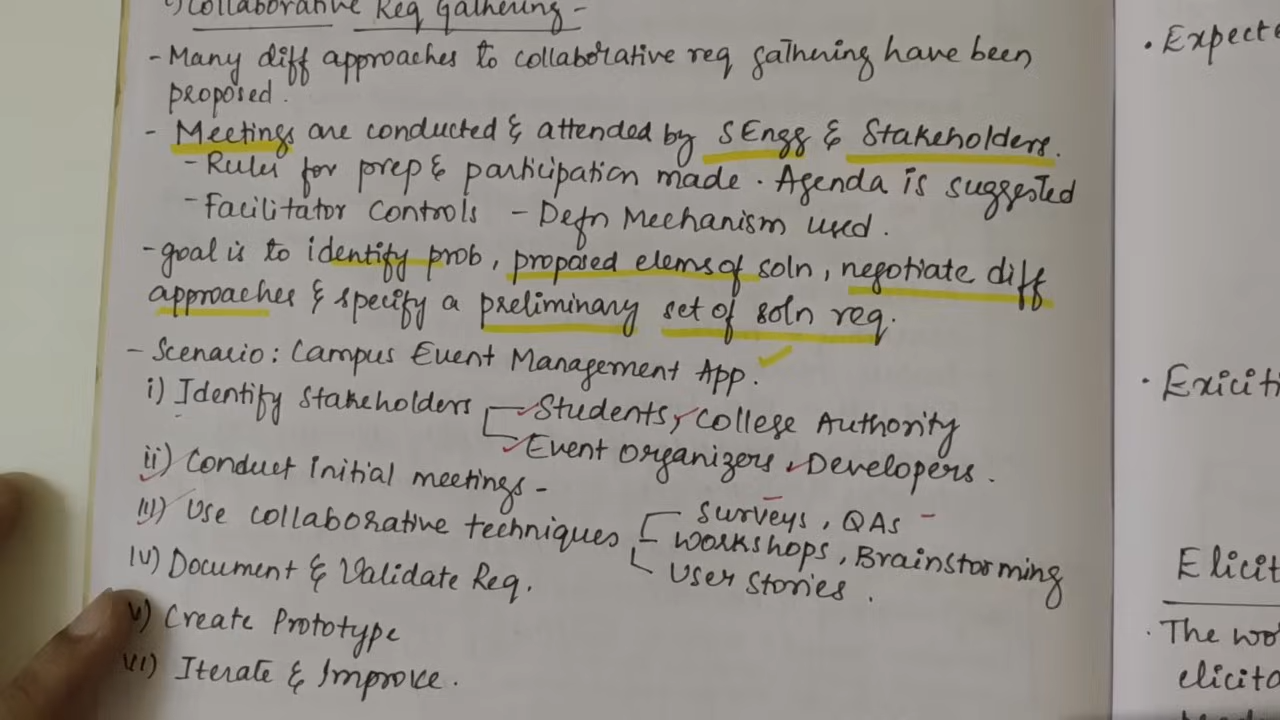 i) Collaborative Req Gathering -
- Many diff approaches to collaborative req gathering have been
proposed.
- Meetings are conducted & attended by SEngg & Stakeholders.
- Rules for prep & participation made. Agenda is suggested
- Facilitator controls - Defn Mechanism used.
- goal is to identify prob, proposed elems of soln, negotiate diff
approaches & specify a preliminary set of soln req.
- Scenario: Campus Event Management App.
i) Identify Stakeholders Students, College Authority
Event Organizers, Developers.
ii) Conduct initial meetings -
iii) Use collaborative techniques Surveys, QAs -
Workshops, Brainstorming
User Stories.
iv) Document & Validate Req.
v) Create Prototype
vi) Iterate & Improve.
• Expecte
• Exiciti
Elicit
• The wo
elicita